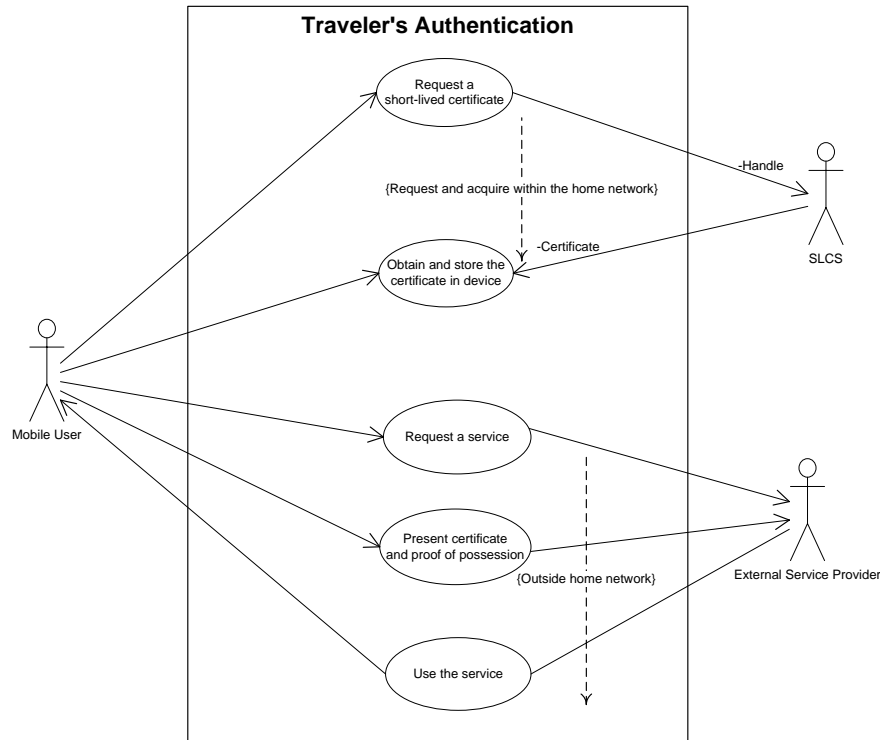 Traveler's Authentication
Request a
short-lived certificate
-Handle
{Request and acquire within the home network}
SLCS
-Certificate
Obtain and store the
certificate in device
Mobile User
Request a service
Present certificate
and proof of possession
{Outside home network}
External Service Provider
Use the service